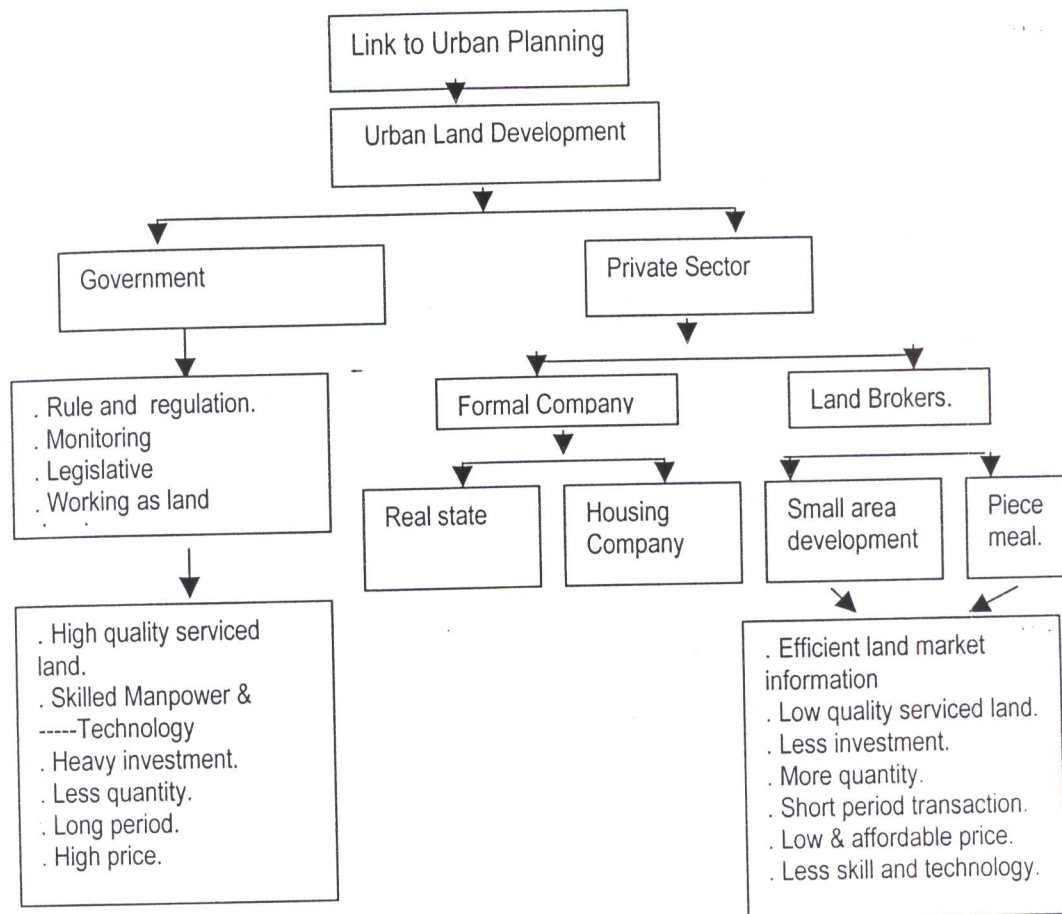 Link to Urban Planning
Urban Land Development
Government
Private Sector
. Rule and regulation.
. Monitoring
. Legislative
. Working as land
Formal Company
Land Brokers.
Real state
Housing
Company
Small area
development
Piece
meal.
. High quality serviced
land.
. Skilled Manpower &
-----Technology
. Heavy investment.
. Less quantity.
. Long period.
. High price.
. Efficient land market
information
. Low quality serviced land.
. Less investment.
. More quantity.
. Short period transaction.
. Low & affordable price.
. Less skill and technology.